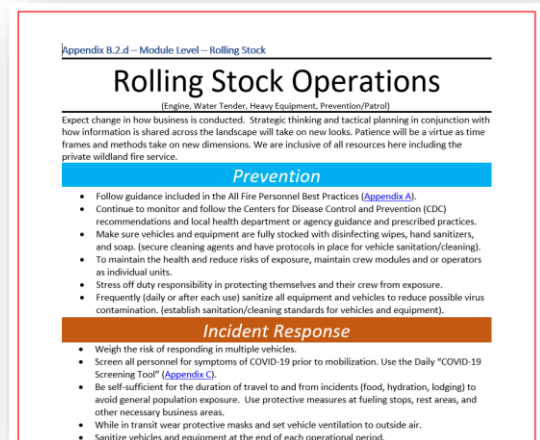 Appendix B.2.d – Module Level – Rolling Stock
Rolling Stock Operations
(Engine, Water Tender, Heavy Equipment, Prevention/Patrol)
Expect change in how business is conducted.  Strategic thinking and tactical planning in conjunction with
how information is shared across the landscape will take on new looks. Patience will be a virtue as time
frames and methods take on new dimensions. We are inclusive of all resources here including the
private wildland fire service.
Prevention
• Follow guidance included in the All Fire Personnel Best Practices (Appendix A).
• Continue to monitor and follow the Centers for Disease Control and Prevention (CDC)
recommendations and local health department or agency guidance and prescribed practices.
• Make sure vehicles and equipment are fully stocked with disinfecting wipes, hand sanitizers,
and soap. (secure cleaning agents and have protocols in place for vehicle sanitation/cleaning).
• To maintain the health and reduce risks of exposure, maintain crew modules and or operators
as individual units.
• Stress off duty responsibility in protecting themselves and their crew from exposure.
• Frequently (daily or after each use) sanitize all equipment and vehicles to reduce possible virus
contamination. (establish sanitation/cleaning standards for vehicles and equipment).
Incident Response
• Weigh the risk of responding in multiple vehicles.
• Screen all personnel for symptoms of COVID-19 prior to mobilization. Use the Daily “COVID-19
Screening Tool” (Appendix C).
• Be self-sufficient for the duration of travel to and from incidents (food, hydration, lodging) to
avoid general population exposure.  Use protective measures at fueling stops, rest areas, and
other necessary business areas.
• While in transit wear protective masks and set vehicle ventilation to outside air.
• Sanitize vehicles and equipment at the end of each operational period.